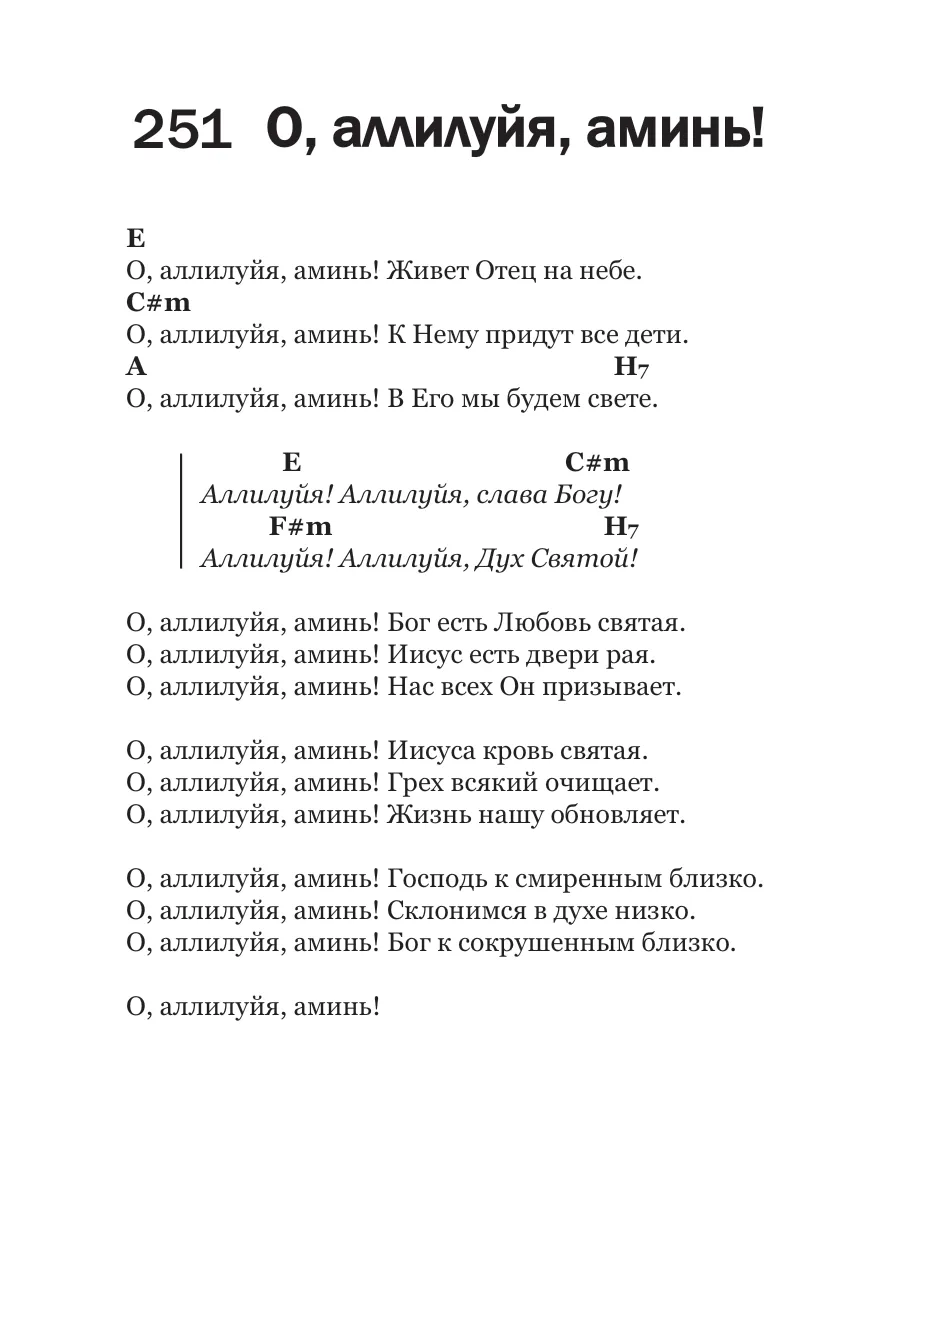 251 О, аллилуйя, аминь!
E
О, аллилуйя, аминь! Живет Отец на небе.
C#m
О, аллилуйя, аминь! К Нему придут все дети.
A H7
О, аллилуйя, аминь! В Его мы будем свете.
E C#m
Аллилуйя! Аллилуйя, слава Богу!
F#m H7
Аллилуйя! Аллилуйя, Дух Святой!
О, аллилуйя, аминь! Бог есть Любовь святая.
О, аллилуйя, аминь! Иисус есть двери рая.
О, аллилуйя, аминь! Нас всех Он призывает.
О, аллилуйя, аминь! Иисуса кровь святая.
О, аллилуйя, аминь! Грех всякий очищает.
О, аллилуйя, аминь! Жизнь нашу обновляет.
О, аллилуйя, аминь! Господь к смиренным близко.
О, аллилуйя, аминь! Склонимся в духе низко.
О, аллилуйя, аминь! Бог к сокрушенным близко.
О, аллилуйя, аминь!